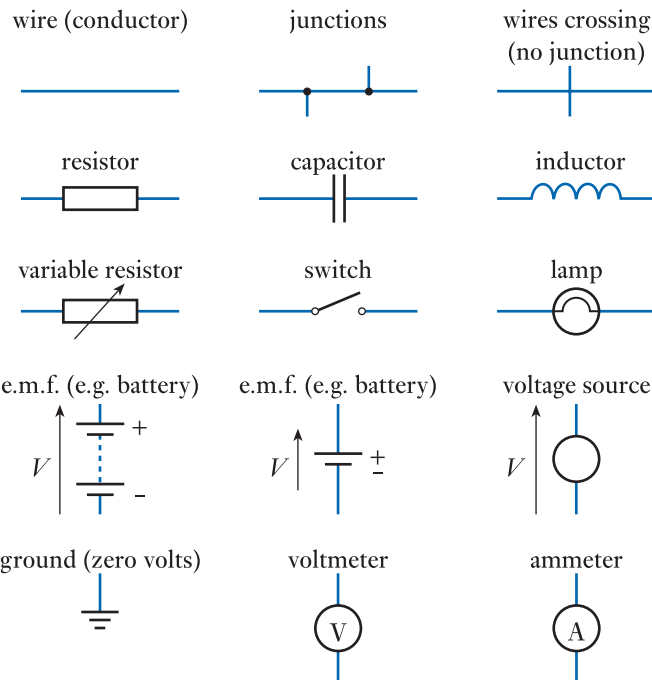 wire (conductor)
junctions
wires crossing
(no junction)
resistor
capacitor
inductor
variable resistor
switch
lamp
e.m.f. (e.g. battery)
e.m.f. (e.g. battery)
voltage source
V
+
–
V
+
–
V
ground (zero volts)
voltmeter
ammeter
V
A